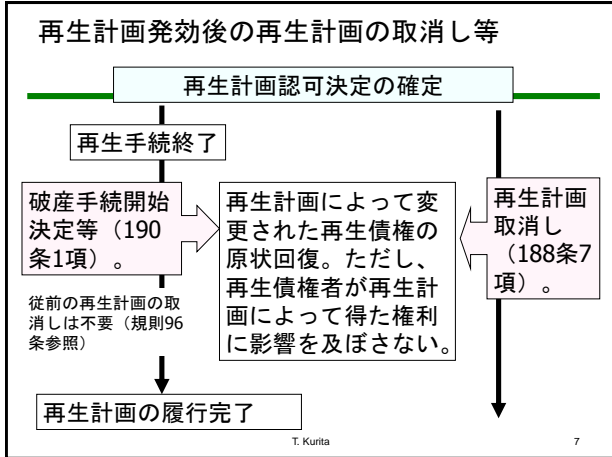 再生計画発効後の再生計画の取消し等
再生計画認可決定の確定
再生手続終了
破産手続開始
決定等（190
条1項）。
従前の再生計画の取
消しは不要（規則96
条参照）
再生計画によって変
更された再生債権の
原状回復。ただし、
再生債権者が再生計
画によって得た権利
に影響を及ぼさない。
再生計画
取消し
（188条7
項）。
再生計画の履行完了
T. Kurita
7